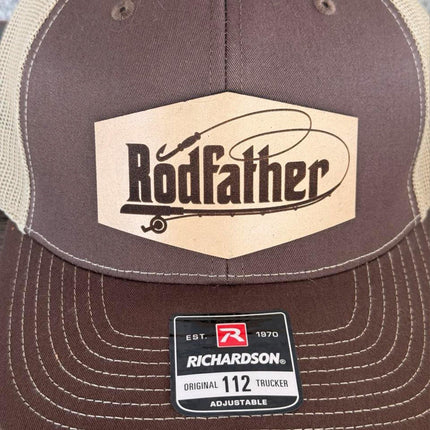 Rodfather
EST. R 1970
RICHARDSON®
ORIGINAL 112 TRUCKER
ADJUSTABLE